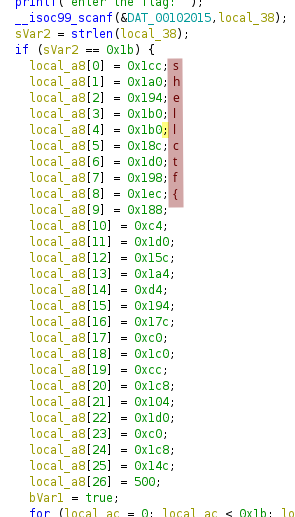 printf("enter the flag: ");
__isoc99_scanf(&DAT_00102015,local_38);
sVar2 = strlen(local_38);
if (sVar2 == 0x1b) {
local_a8[0] = 0x1cc; s
local_a8[1] = 0x1a0; h
local_a8[2] = 0x194; e
local_a8[3] = 0x1b0; l
local_a8[4] = 0x1b0; l
local_a8[5] = 0x18c; c
local_a8[6] = 0x1d0; t
local_a8[7] = 0x198; f
local_a8[8] = 0x1ec; {
local_a8[9] = 0x188;
local_a8[10] = 0xc4;
local_a8[11] = 0x1d0;
local_a8[12] = 0x15c;
local_a8[13] = 0x1a4;
local_a8[14] = 0xd4;
local_a8[15] = 0x194;
local_a8[16] = 0x17c;
local_a8[17] = 0xc0;
local_a8[18] = 0x1c0;
local_a8[19] = 0xcc;
local_a8[20] = 0x1c8;
local_a8[21] = 0x104;
local_a8[22] = 0x1d0;
local_a8[23] = 0xc0;
local_a8[24] = 0x1c8;
local_a8[25] = 0x14c;
local_a8[26] = 500;
bVar1 = true;
for (local_ac = 0; local_ac < 0x1b; lo